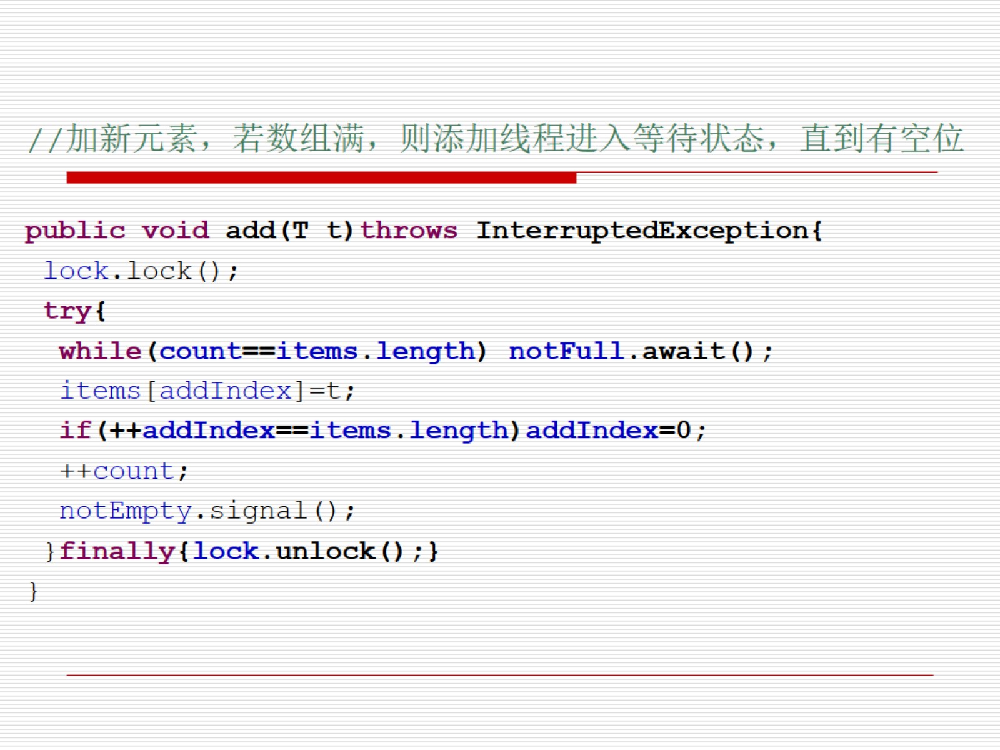 //加新元素，若数组满，则添加线程进入等待状态，直到有空位
public void add(T t)throws InterruptedException{
lock.lock();
try{
while(count==items.length) notFull.await();
items[addIndex]=t;
if(++addIndex==items.length)addIndex=0;
++count;
notEmpty.signal();
}finally{lock.unlock();}
}